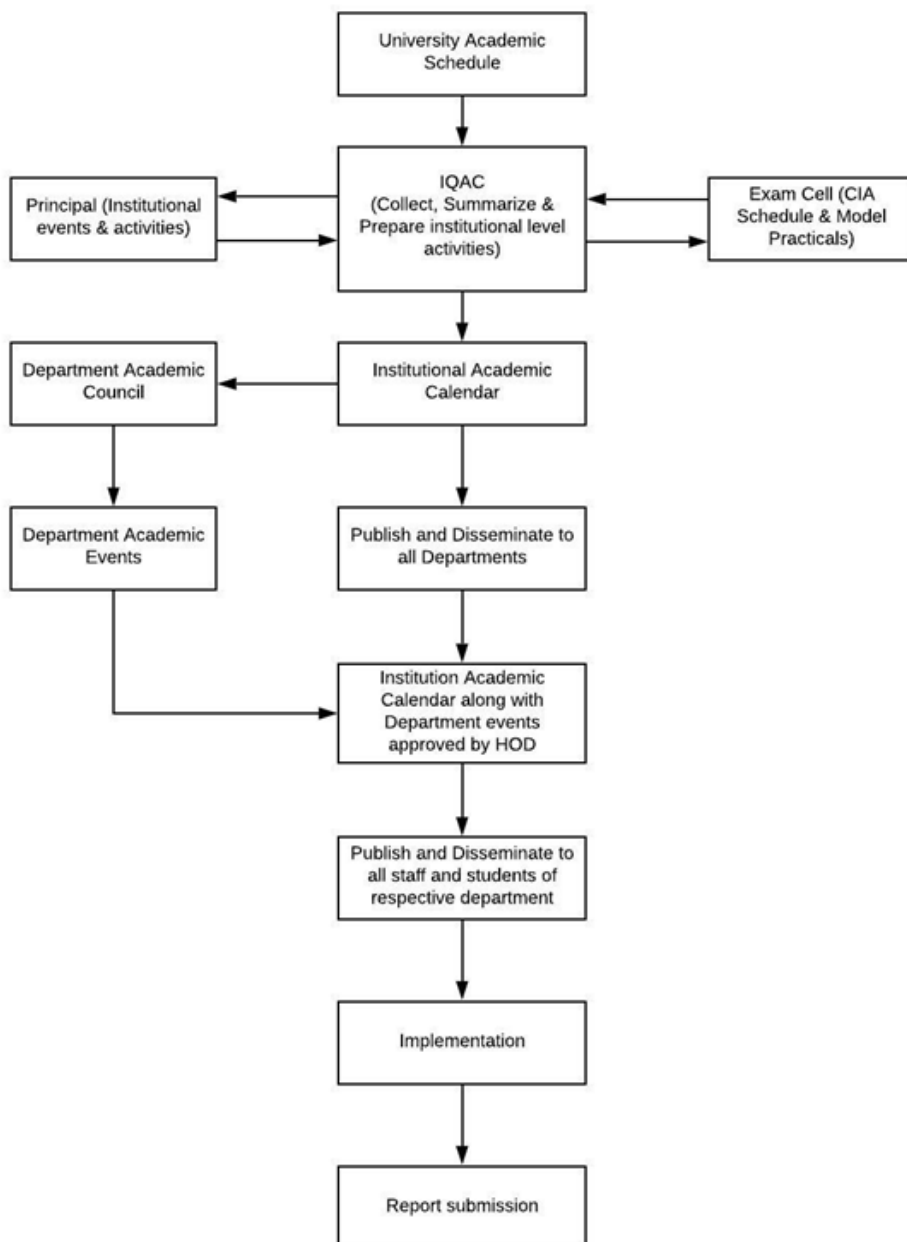 University Academic
Schedule
IQAC
(Collect, Summarize &
Prepare institutional level
activities)
Principal (Institutional
events & activities)
Exam Cell (CIA
Schedule & Model
Practicals)
Department Academic
Council
Institutional Academic
Calendar
Department Academic
Events
Publish and Disseminate to
all Departments
Institution Academic
Calendar along with
Department events
approved by HOD
Publish and Disseminate to
all staff and students of
respective department
Implementation
Report submission